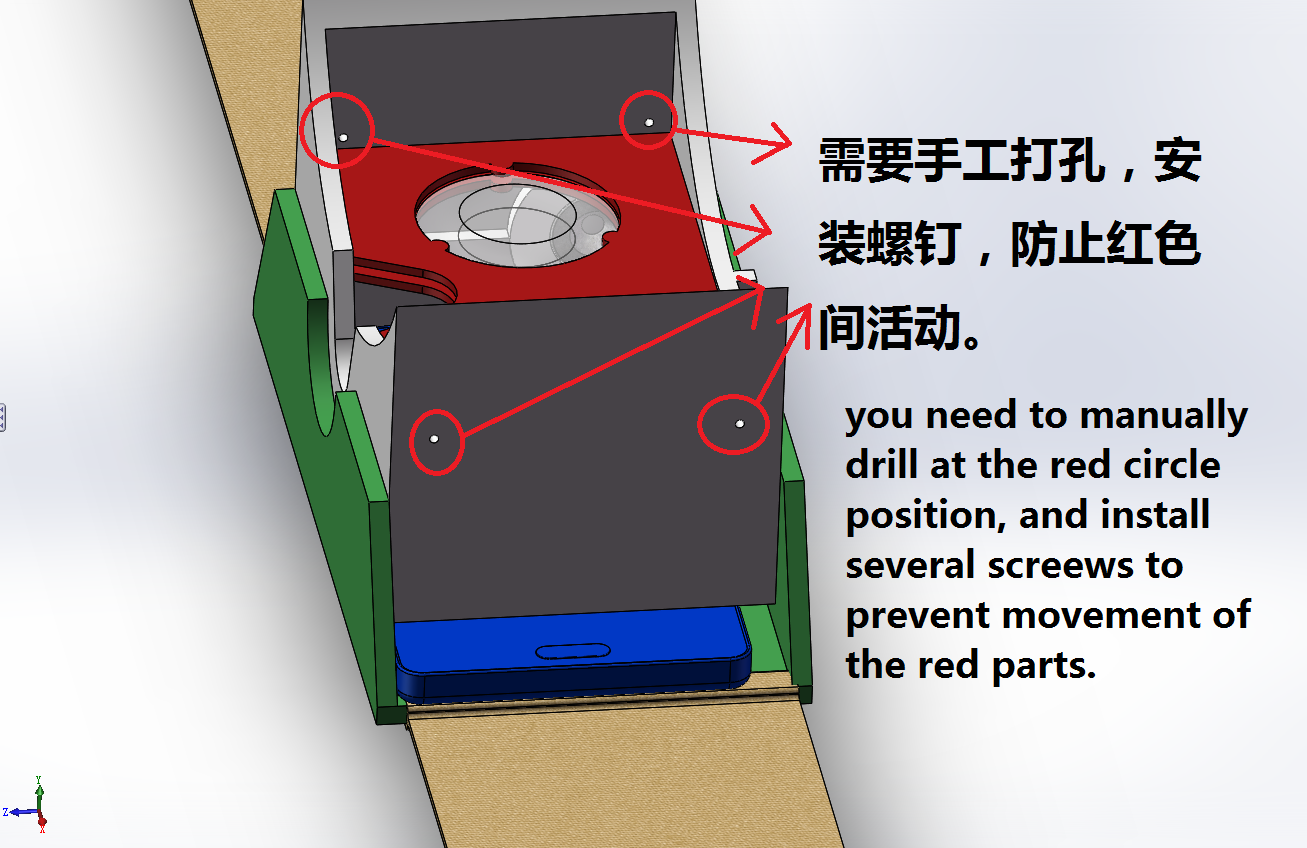 需要手工打孔，安
装螺钉，防止红色
间活动。
you need to manually
drill at the red circle
position, and install
several screews to
prevent movement of
the red parts.
Y
Z
X